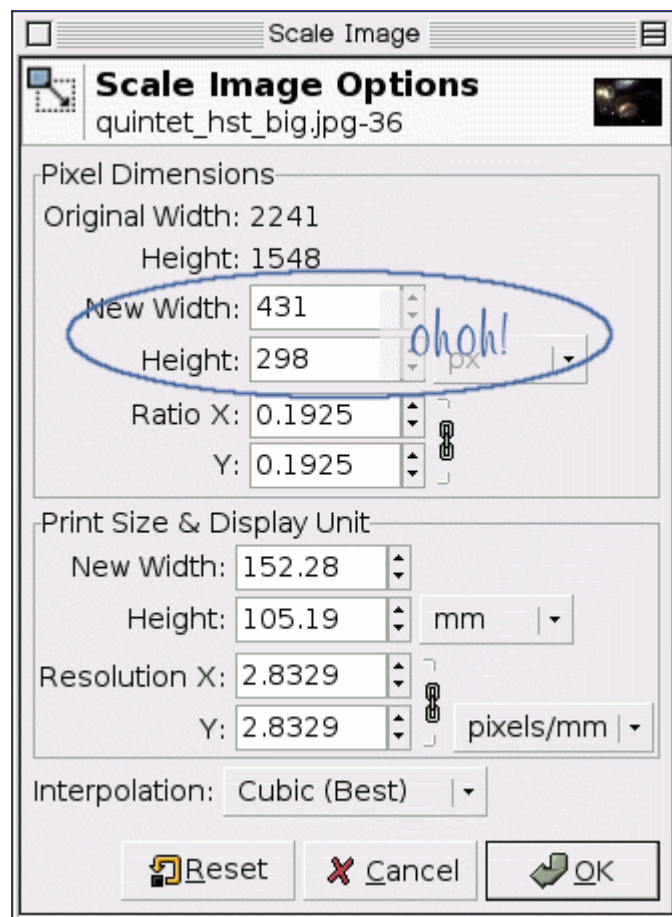 Scale Image
Scale Image Options
quintet_hst_big.jpg-36
Pixel Dimensions
Original Width: 2241
Height: 1548
New Width: 431
ohoh!
Height: 298 px
Ratio X: 0.1925
Y: 0.1925
Print Size & Display Unit
New Width: 152.28
Height: 105.19 mm
Resolution X: 2.8329
Y: 2.8329 pixels/mm
Interpolation: Cubic (Best)
Reset Cancel OK